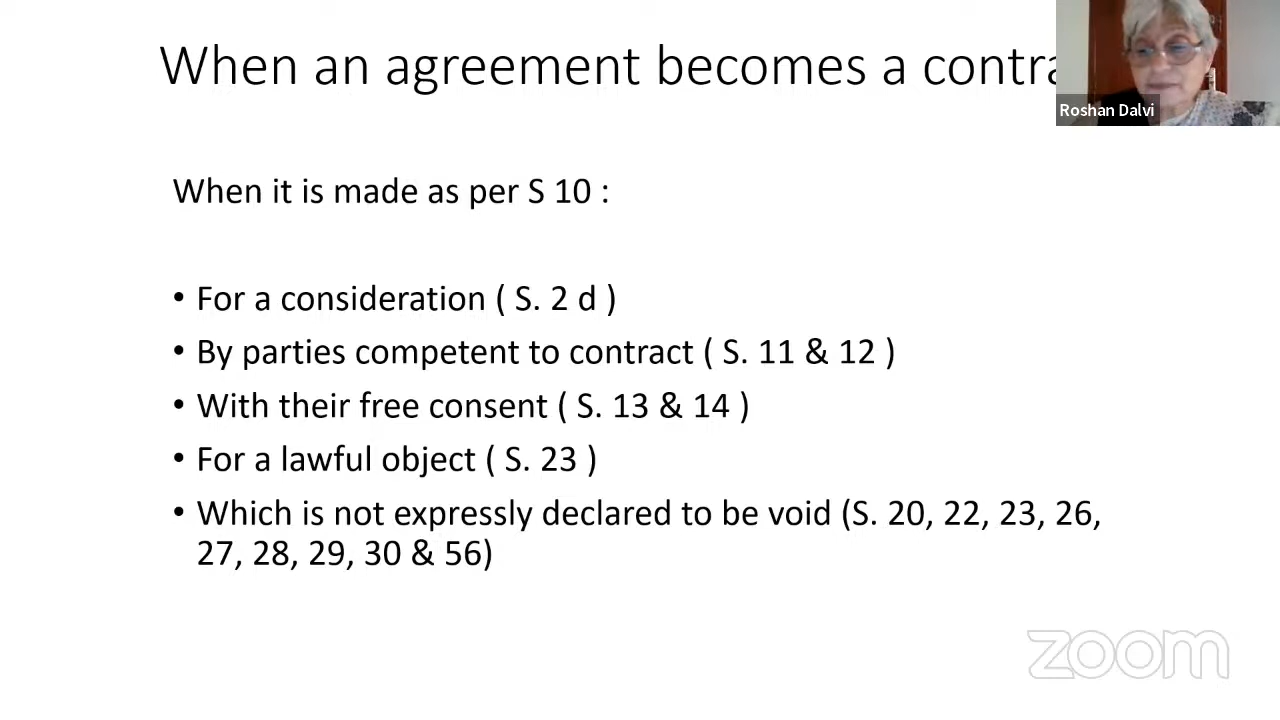 When an agreement becomes a contra
Roshan Dalvi
When it is made as per S 10 :
• For a consideration ( S. 2 d )
• By parties competent to contract ( S. 11 & 12 )
• With their free consent ( S. 13 & 14 )
• For a lawful object ( S. 23 )
• Which is not expressly declared to be void (S. 20, 22, 23, 26,
27, 28, 29, 30 & 56)
zoom